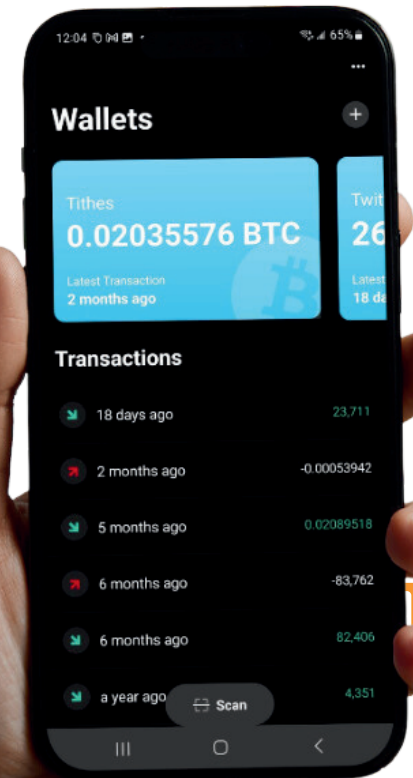 12:04
65%
Wallets
Tithes
0.02035576 BTC
Latest Transaction
2 months ago
Twit
26
Latest
18 da
Transactions
18 days ago 23,711
2 months ago -0.00053942
5 months ago 0.02089518
6 months ago -83,762
6 months ago 82,406
a year ago 4,351
Scan